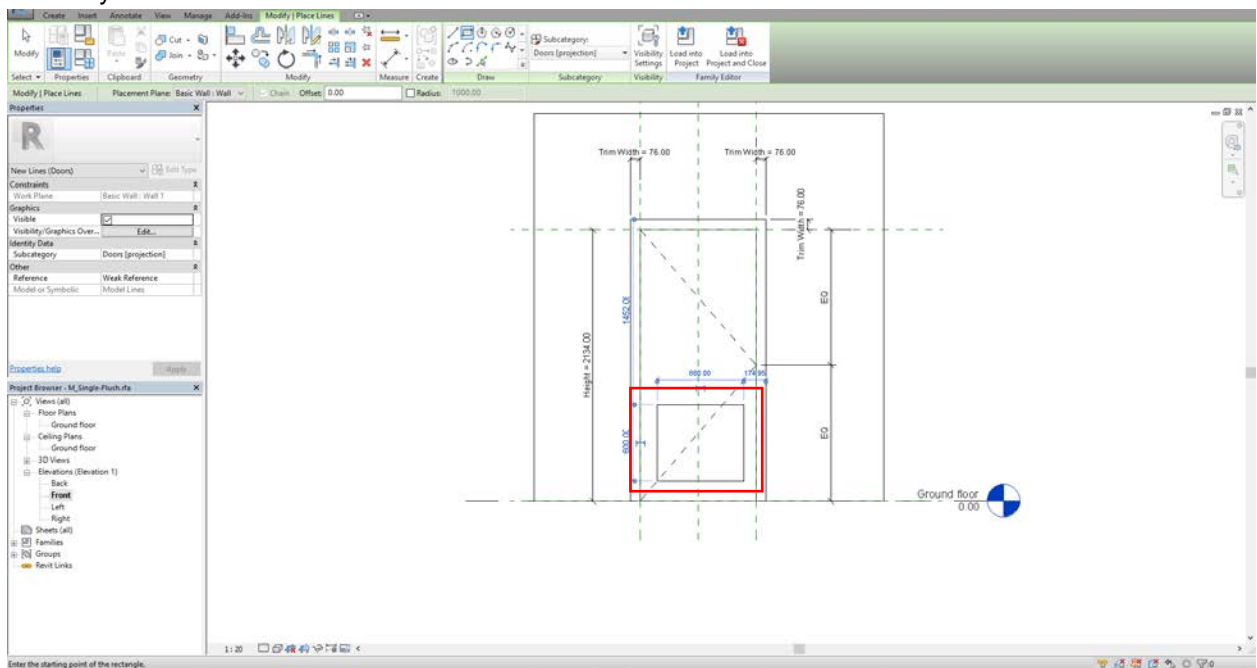 Create Insert Annotate View Manage Add-Ins Modify | Place Lines
Modify
Paste
Cut
Join
Subcategory:
Doors [projection]
Visibility Settings
Load into Project
Load into Project and Close
Select Properties Clipboard Geometry Modify Measure Create Draw Subcategory Visibility Family Editor
Modify | Place Lines Placement Plane: Basic Wall : Wall Chain Offset: 0.00 Radius: 1000.00
Properties
R
New Lines (Doors) Edit Type
Constraints
Work Plane Basic Wall : Wall 1
Graphics
Visible
Visibility/Graphics Over... Edit...
Identity Data
Subcategory Doors [projection]
Other
Reference Weak Reference
Model or Symbolic Model Lines
Properties help Apply
Project Browser - M_Single-Flush.rfa
Views (all)
Floor Plans
Ground floor
Ceiling Plans
Ground floor
3D Views
Elevations (Elevation 1)
Back
Front
Left
Right
Sheets (all)
Families
Groups
Revit Links
Trim Width = 76.00 Trim Width = 76.00
Trim Width = 76.00
1452.00
EQ
Height = 2134.00
660.00 174.95
600.00
EQ
Ground floor
0.00
1 : 20
Enter the starting point of the rectangle.
:0